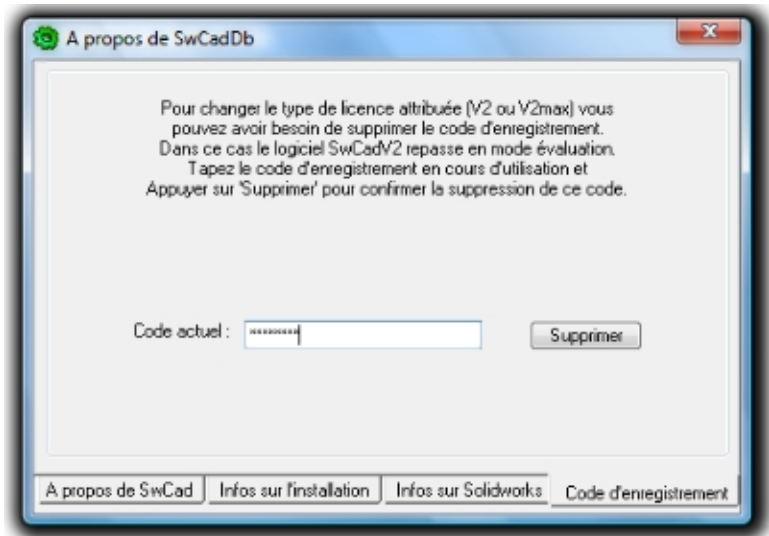 A propos de SwCadDb
Pour changer le type de licence attribuée (V2 ou V2max) vous
pouvez avoir besoin de supprimer le code d'enregistrement.
Dans ce cas le logiciel SwCadV2 repasse en mode évaluation.
Tapez le code d'enregistrement en cours d'utilisation et
Appuyer sur 'Supprimer' pour confirmer la suppression de ce code.
Code actuel : ********* Supprimer
A propos de SwCad Infos sur l'installation Infos sur Solidworks Code d'enregistrement